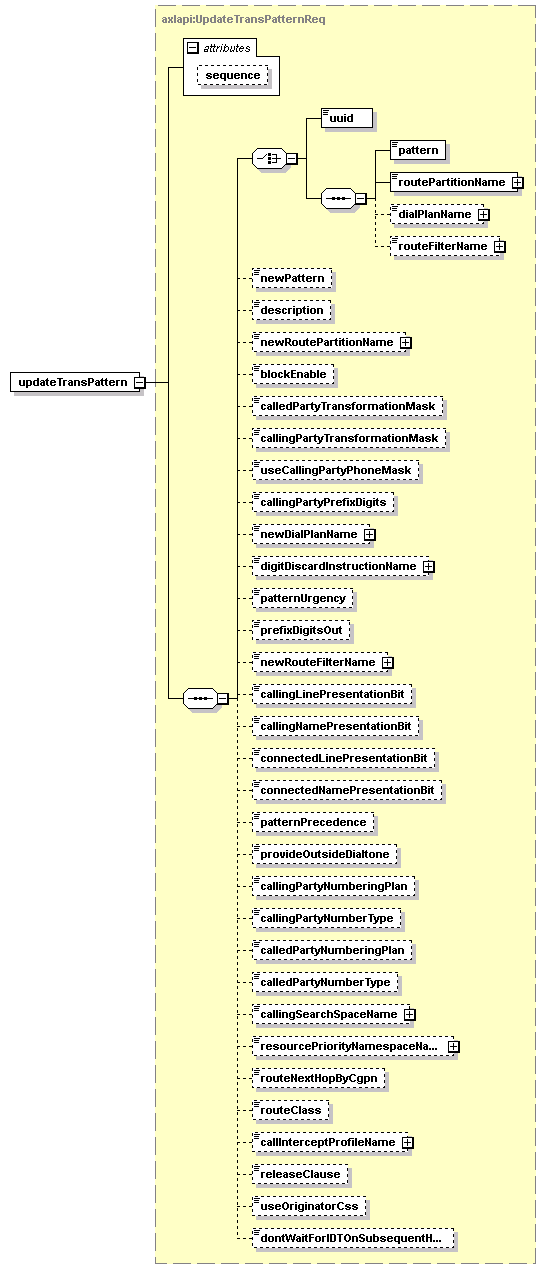 axlapi:UpdateTransPatternReq
attributes
sequence
uuid
pattern
routePartitionName
dialPlanName
routeFilterName
newPattern
description
newRoutePartitionName
blockEnable
updateTransPattern
calledPartyTransformationMask
callingPartyTransformationMask
useCallingPartyPhoneMask
callingPartyPrefixDigits
newDialPlanName
digitDiscardInstructionName
patternUrgency
prefixDigitsOut
newRouteFilterName
callingLinePresentationBit
callingNamePresentationBit
connectedLinePresentationBit
connectedNamePresentationBit
patternPrecedence
provideOutsideDialtone
callingPartyNumberingPlan
callingPartyNumberType
calledPartyNumberingPlan
calledPartyNumberType
callingSearchSpaceName
resourcePriorityNamespaceNa...
routeNextHopByCgpn
routeClass
callInterceptProfileName
releaseClause
useOriginatorCss
dontWaitForIDTOnSubsequentH...